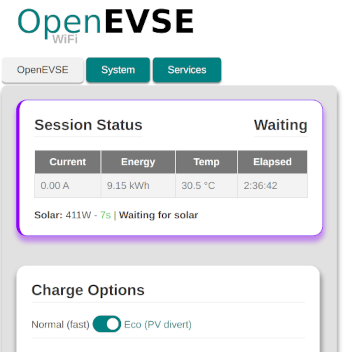 OpenEVSE
WiFi
OpenEVSE System Services
Session Status Waiting
Current Energy Temp Elapsed
0.00 A 9.15 kWh 30.5 °C 2:36:42
Solar: 411W - 7s | Waiting for solar
Charge Options
Normal (fast) Eco (PV divert)